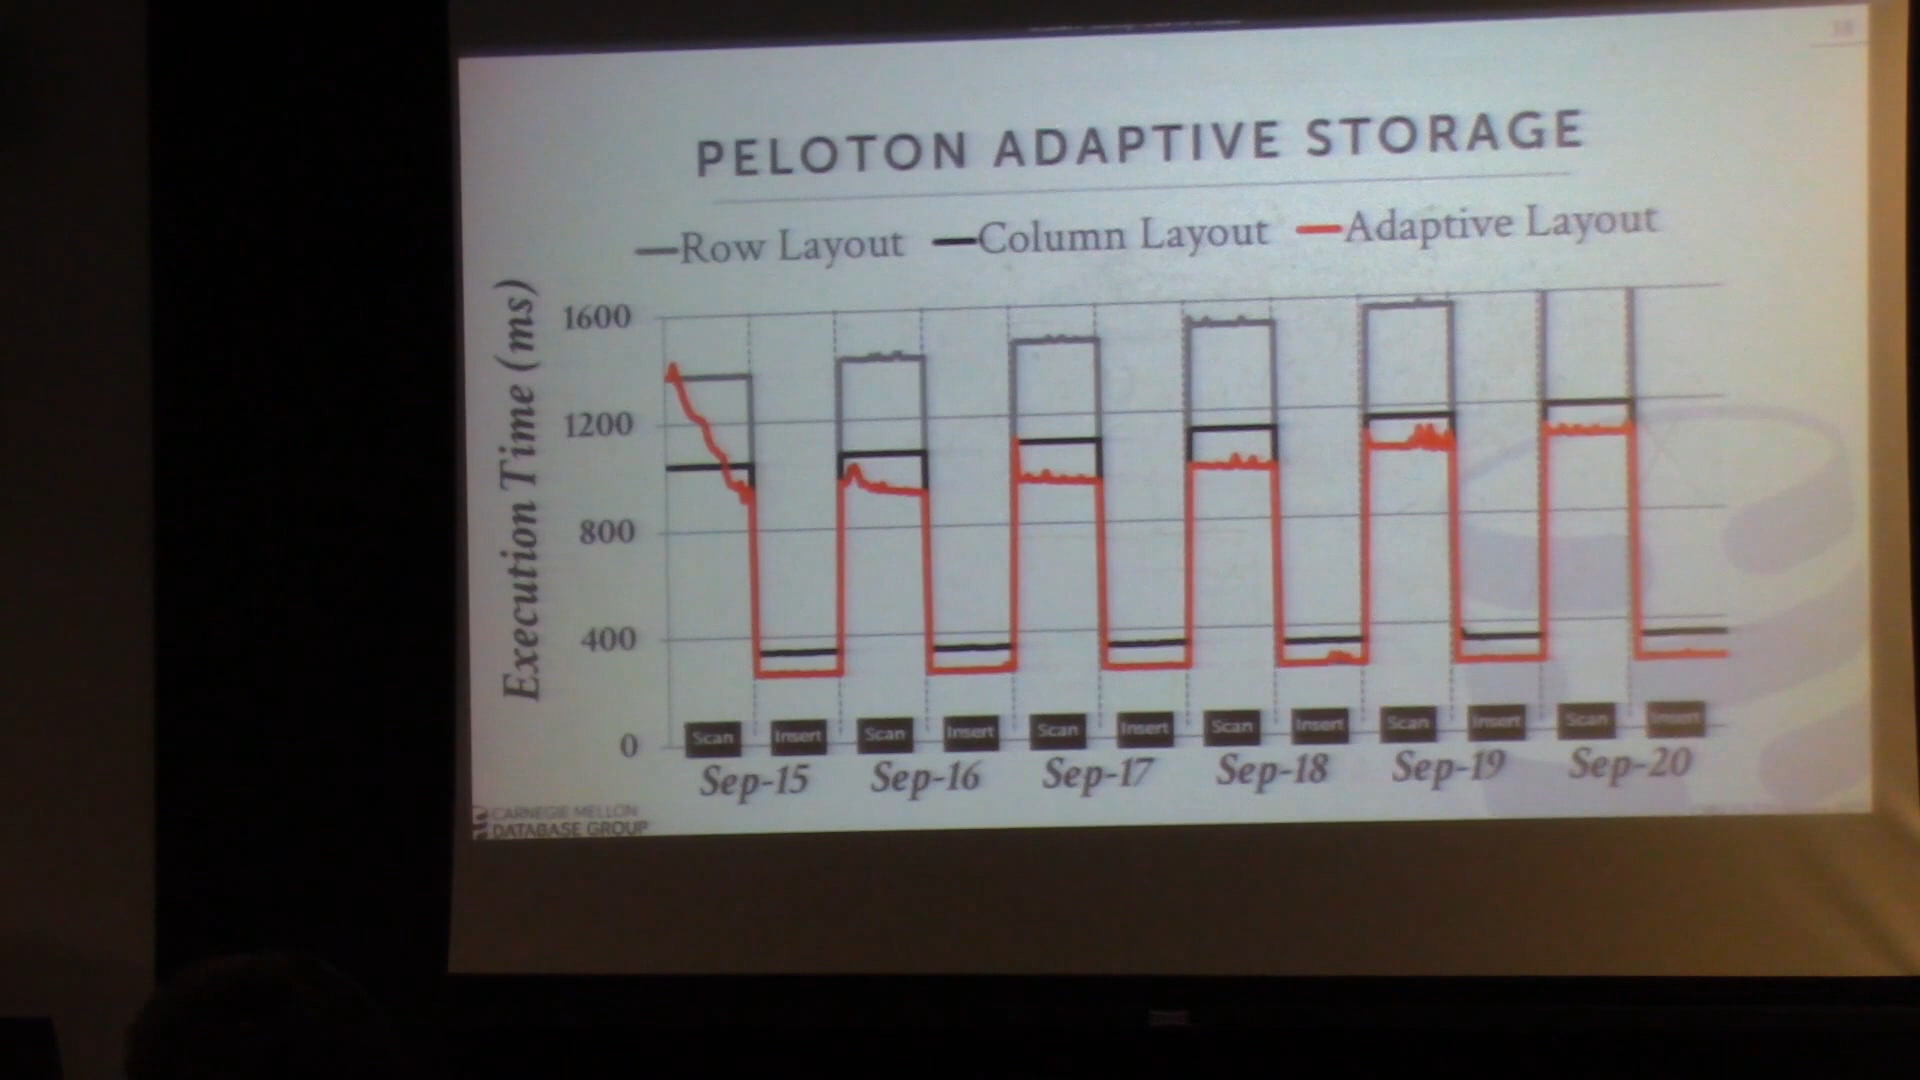 38
PELOTON ADAPTIVE STORAGE
Row Layout Column Layout Adaptive Layout
Execution Time (ms)
1600
1200
800
400
0
Scan Insert Scan Insert Scan Insert Scan Insert Scan Insert Scan Insert
Sep-15 Sep-16 Sep-17 Sep-18 Sep-19 Sep-20
CARNEGIE MELLON
DATABASE GROUP